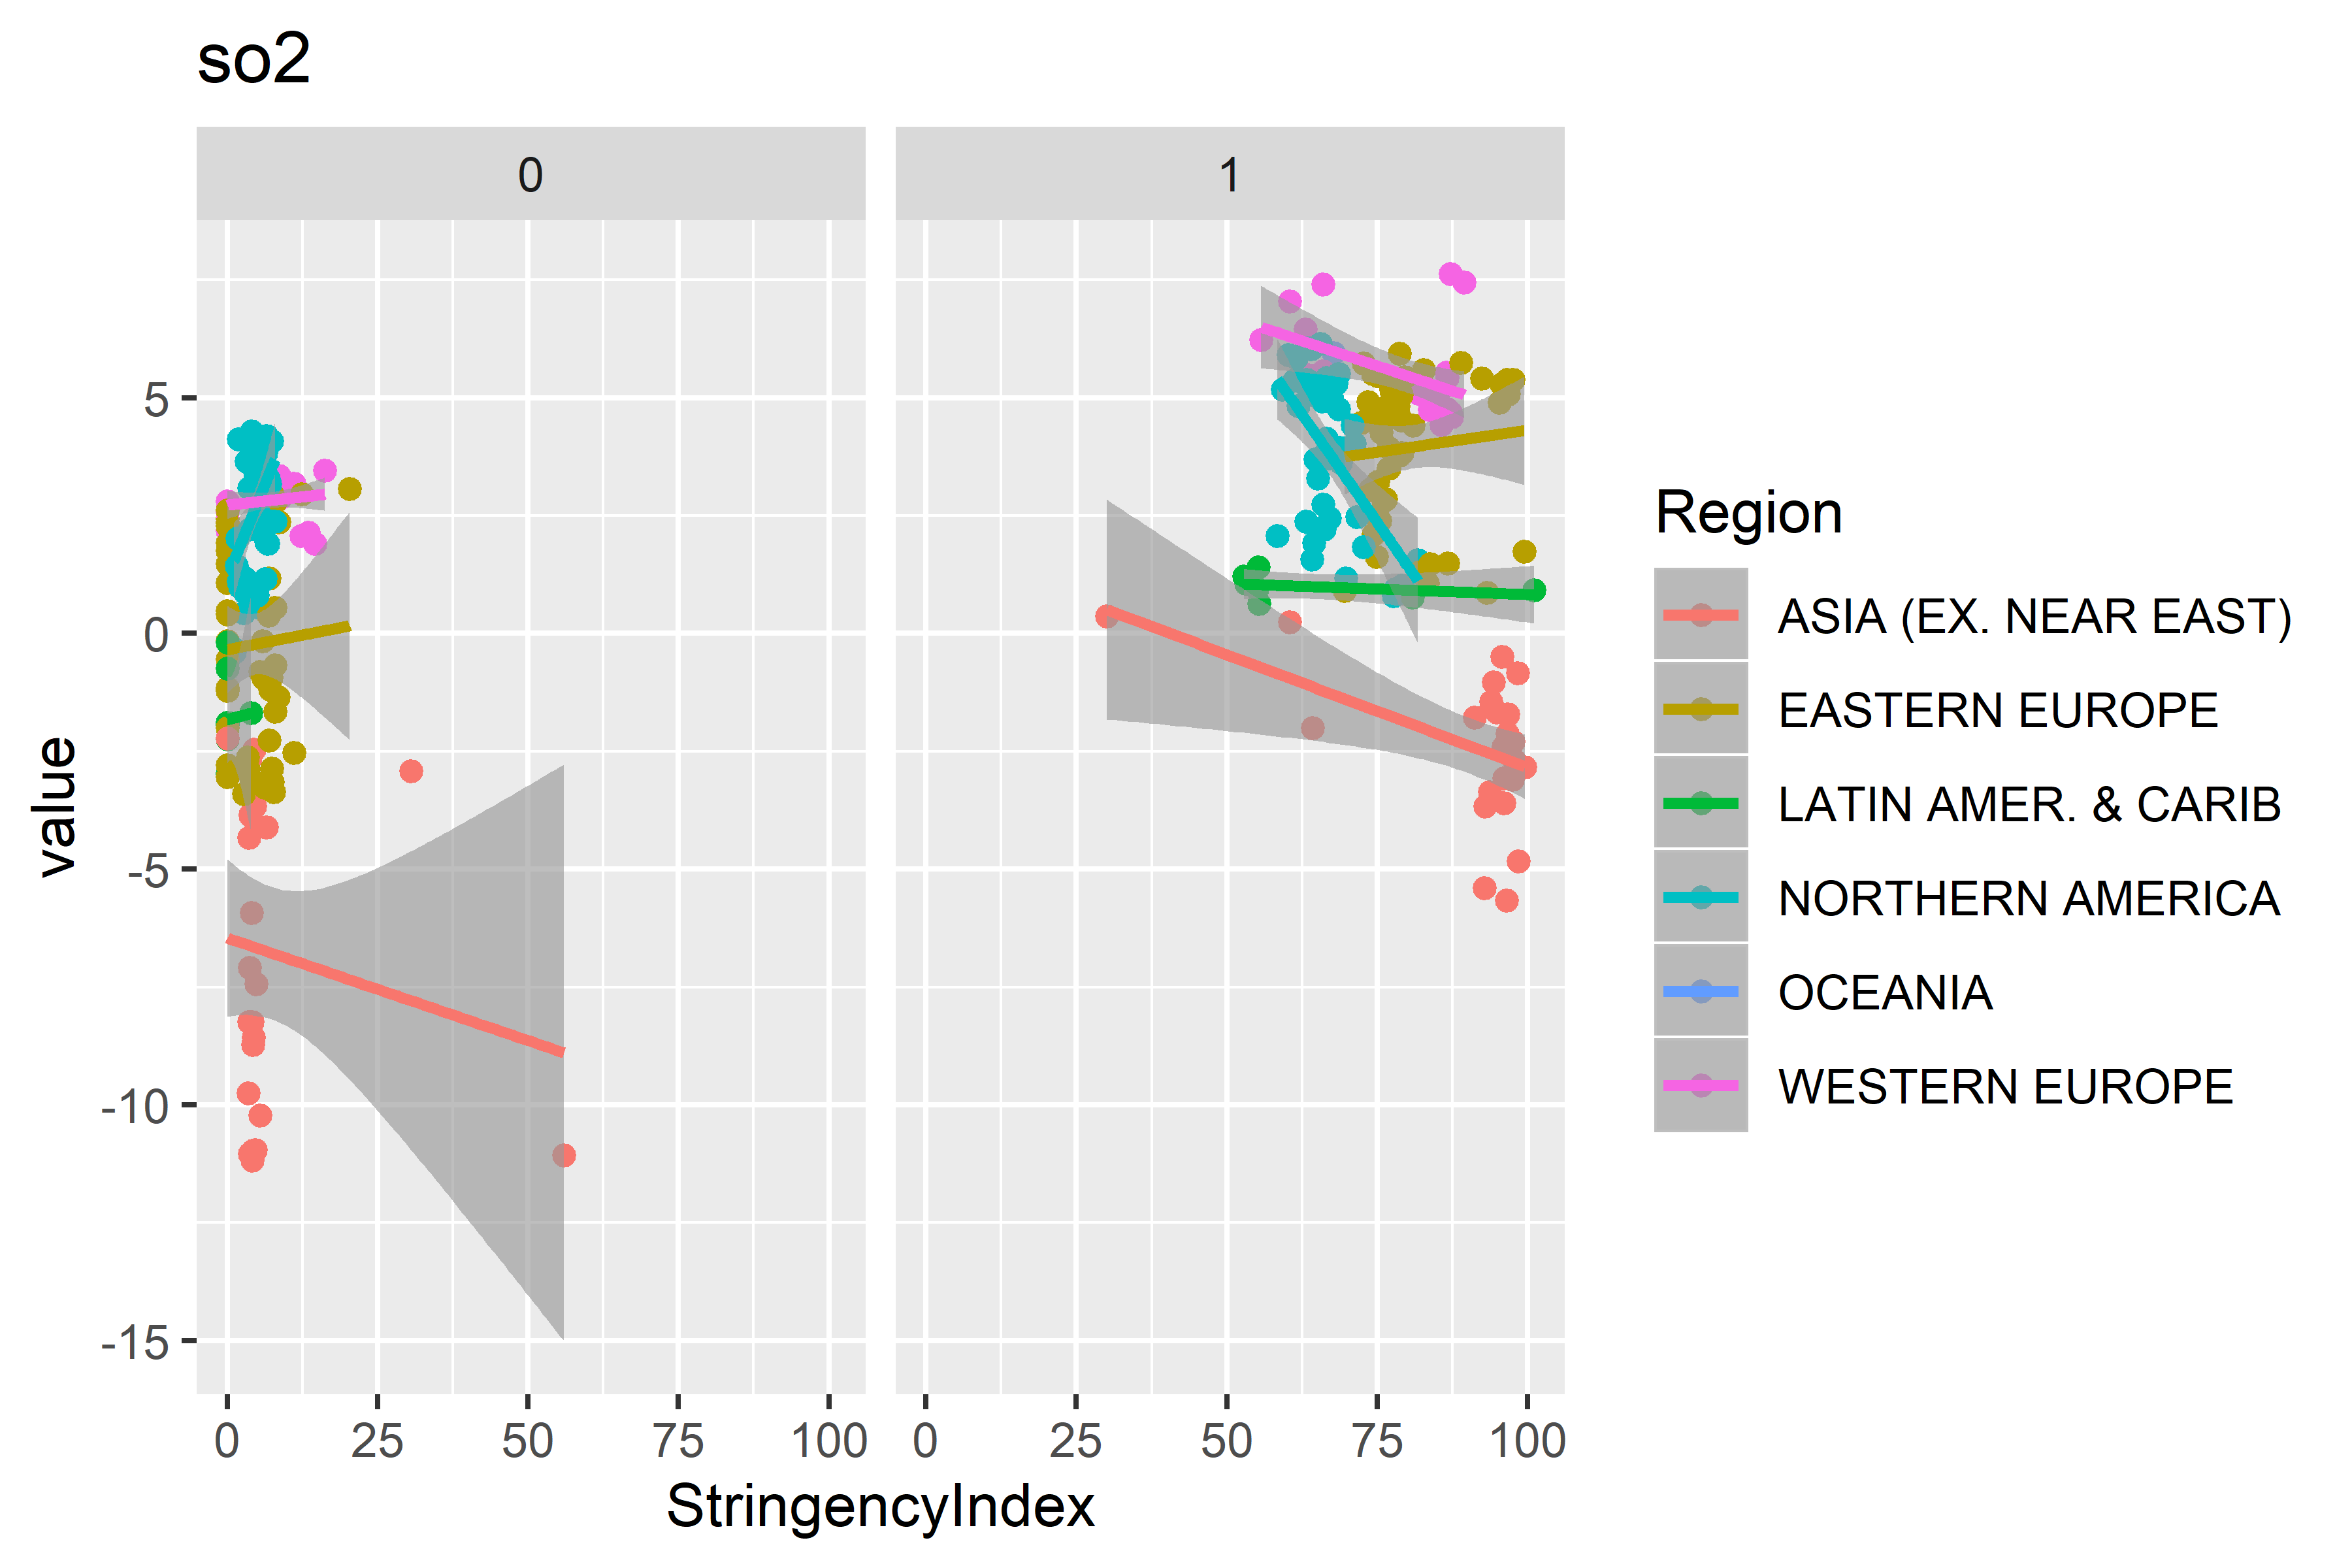 so2
0
1
5
0
-5
-10
-15
value
0 25 50 75 100 0 25 50 75 100
StringencyIndex
Region
ASIA (EX. NEAR EAST)
EASTERN EUROPE
LATIN AMER. & CARIB
NORTHERN AMERICA
OCEANIA
WESTERN EUROPE